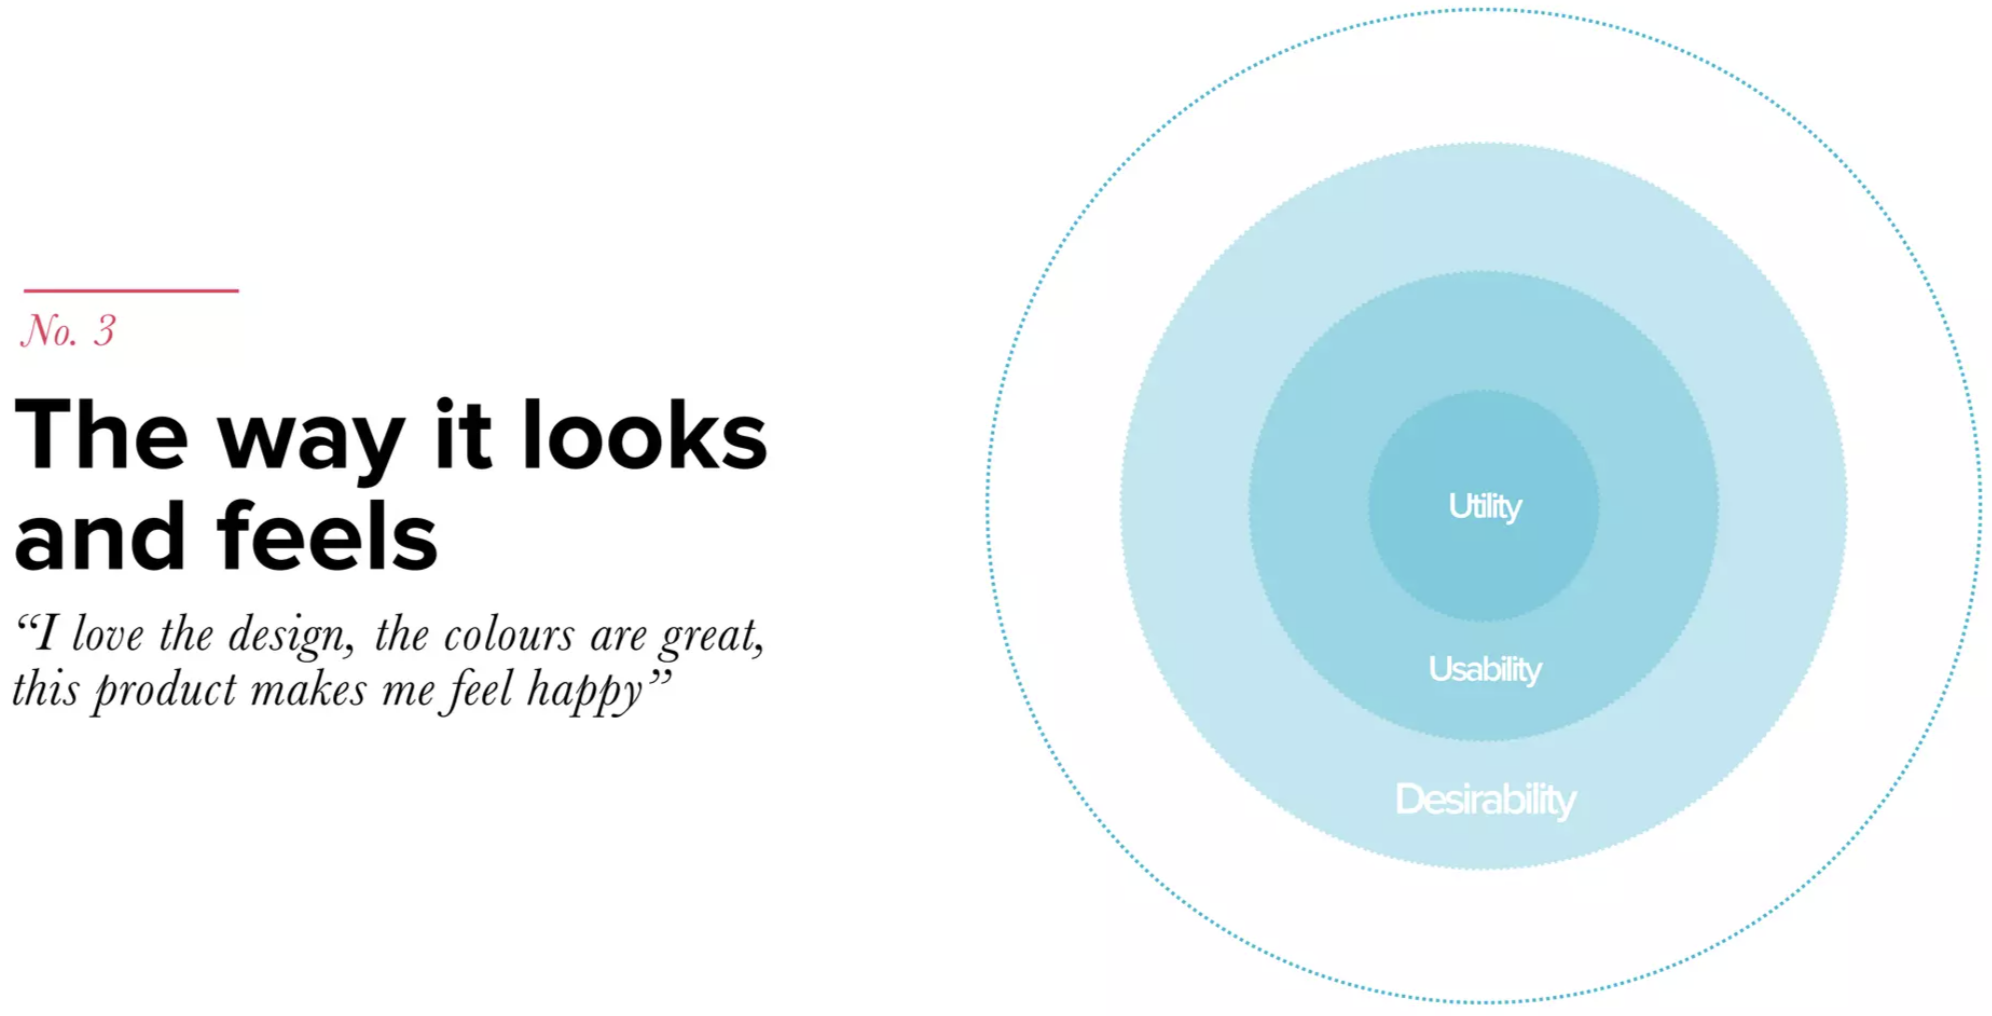 No. 3
The way it looks
and feels
“I love the design, the colours are great,
this product makes me feel happy”
Utility
Usability
Desirability